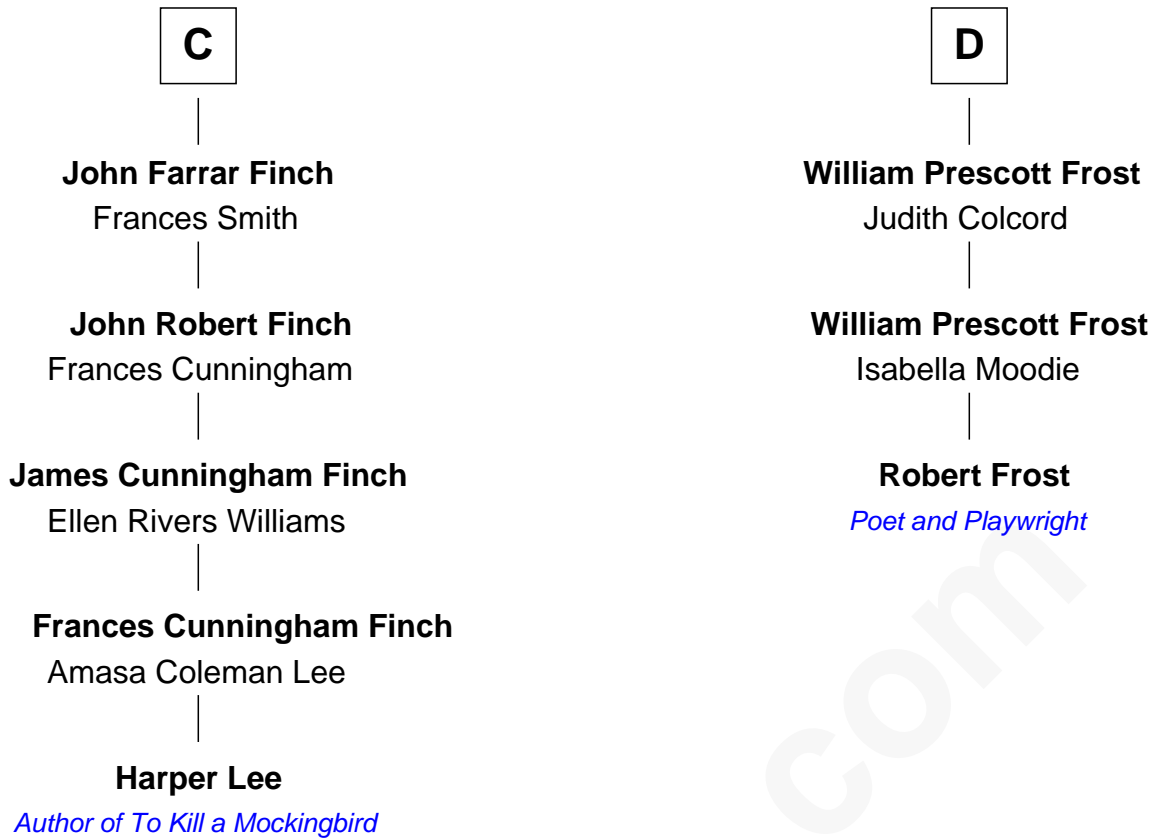 C
John Farrar Finch
Frances Smith
John Robert Finch
Frances Cunningham
James Cunningham Finch
Ellen Rivers Williams
Frances Cunningham Finch
Amasa Coleman Lee
Harper Lee
Author of To Kill a Mockingbird
D
William Prescott Frost
Judith Colcord
William Prescott Frost
Isabella Moodie
Robert Frost
Poet and Playwright
com